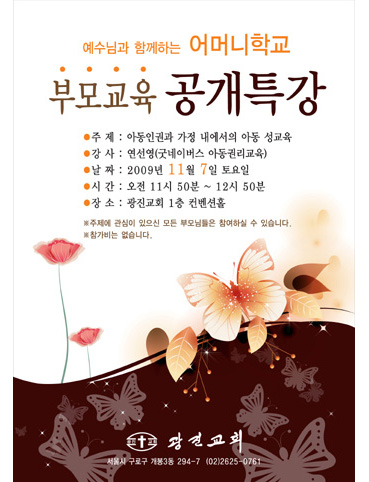 예수님과 함께하는 어머니학교
부모교육 공개특강
●주 제 : 아동인권과 가정 내에서의 아동 성교육
●강 사 : 연선영(굿네이버스 아동권리교육)
●날 짜 : 2009년 11월 7일 토요일
●시 간 : 오전 11시 50분 ~ 12시 50분
●장 소 : 광진교회 1층 컨벤션홀
※주제에 관심이 있으신 모든 부모님들은 참여하실 수 있습니다.
※참가비는 없습니다.
광진교회
서울시 구로구 개봉3동 294-7 (02)2625-0761